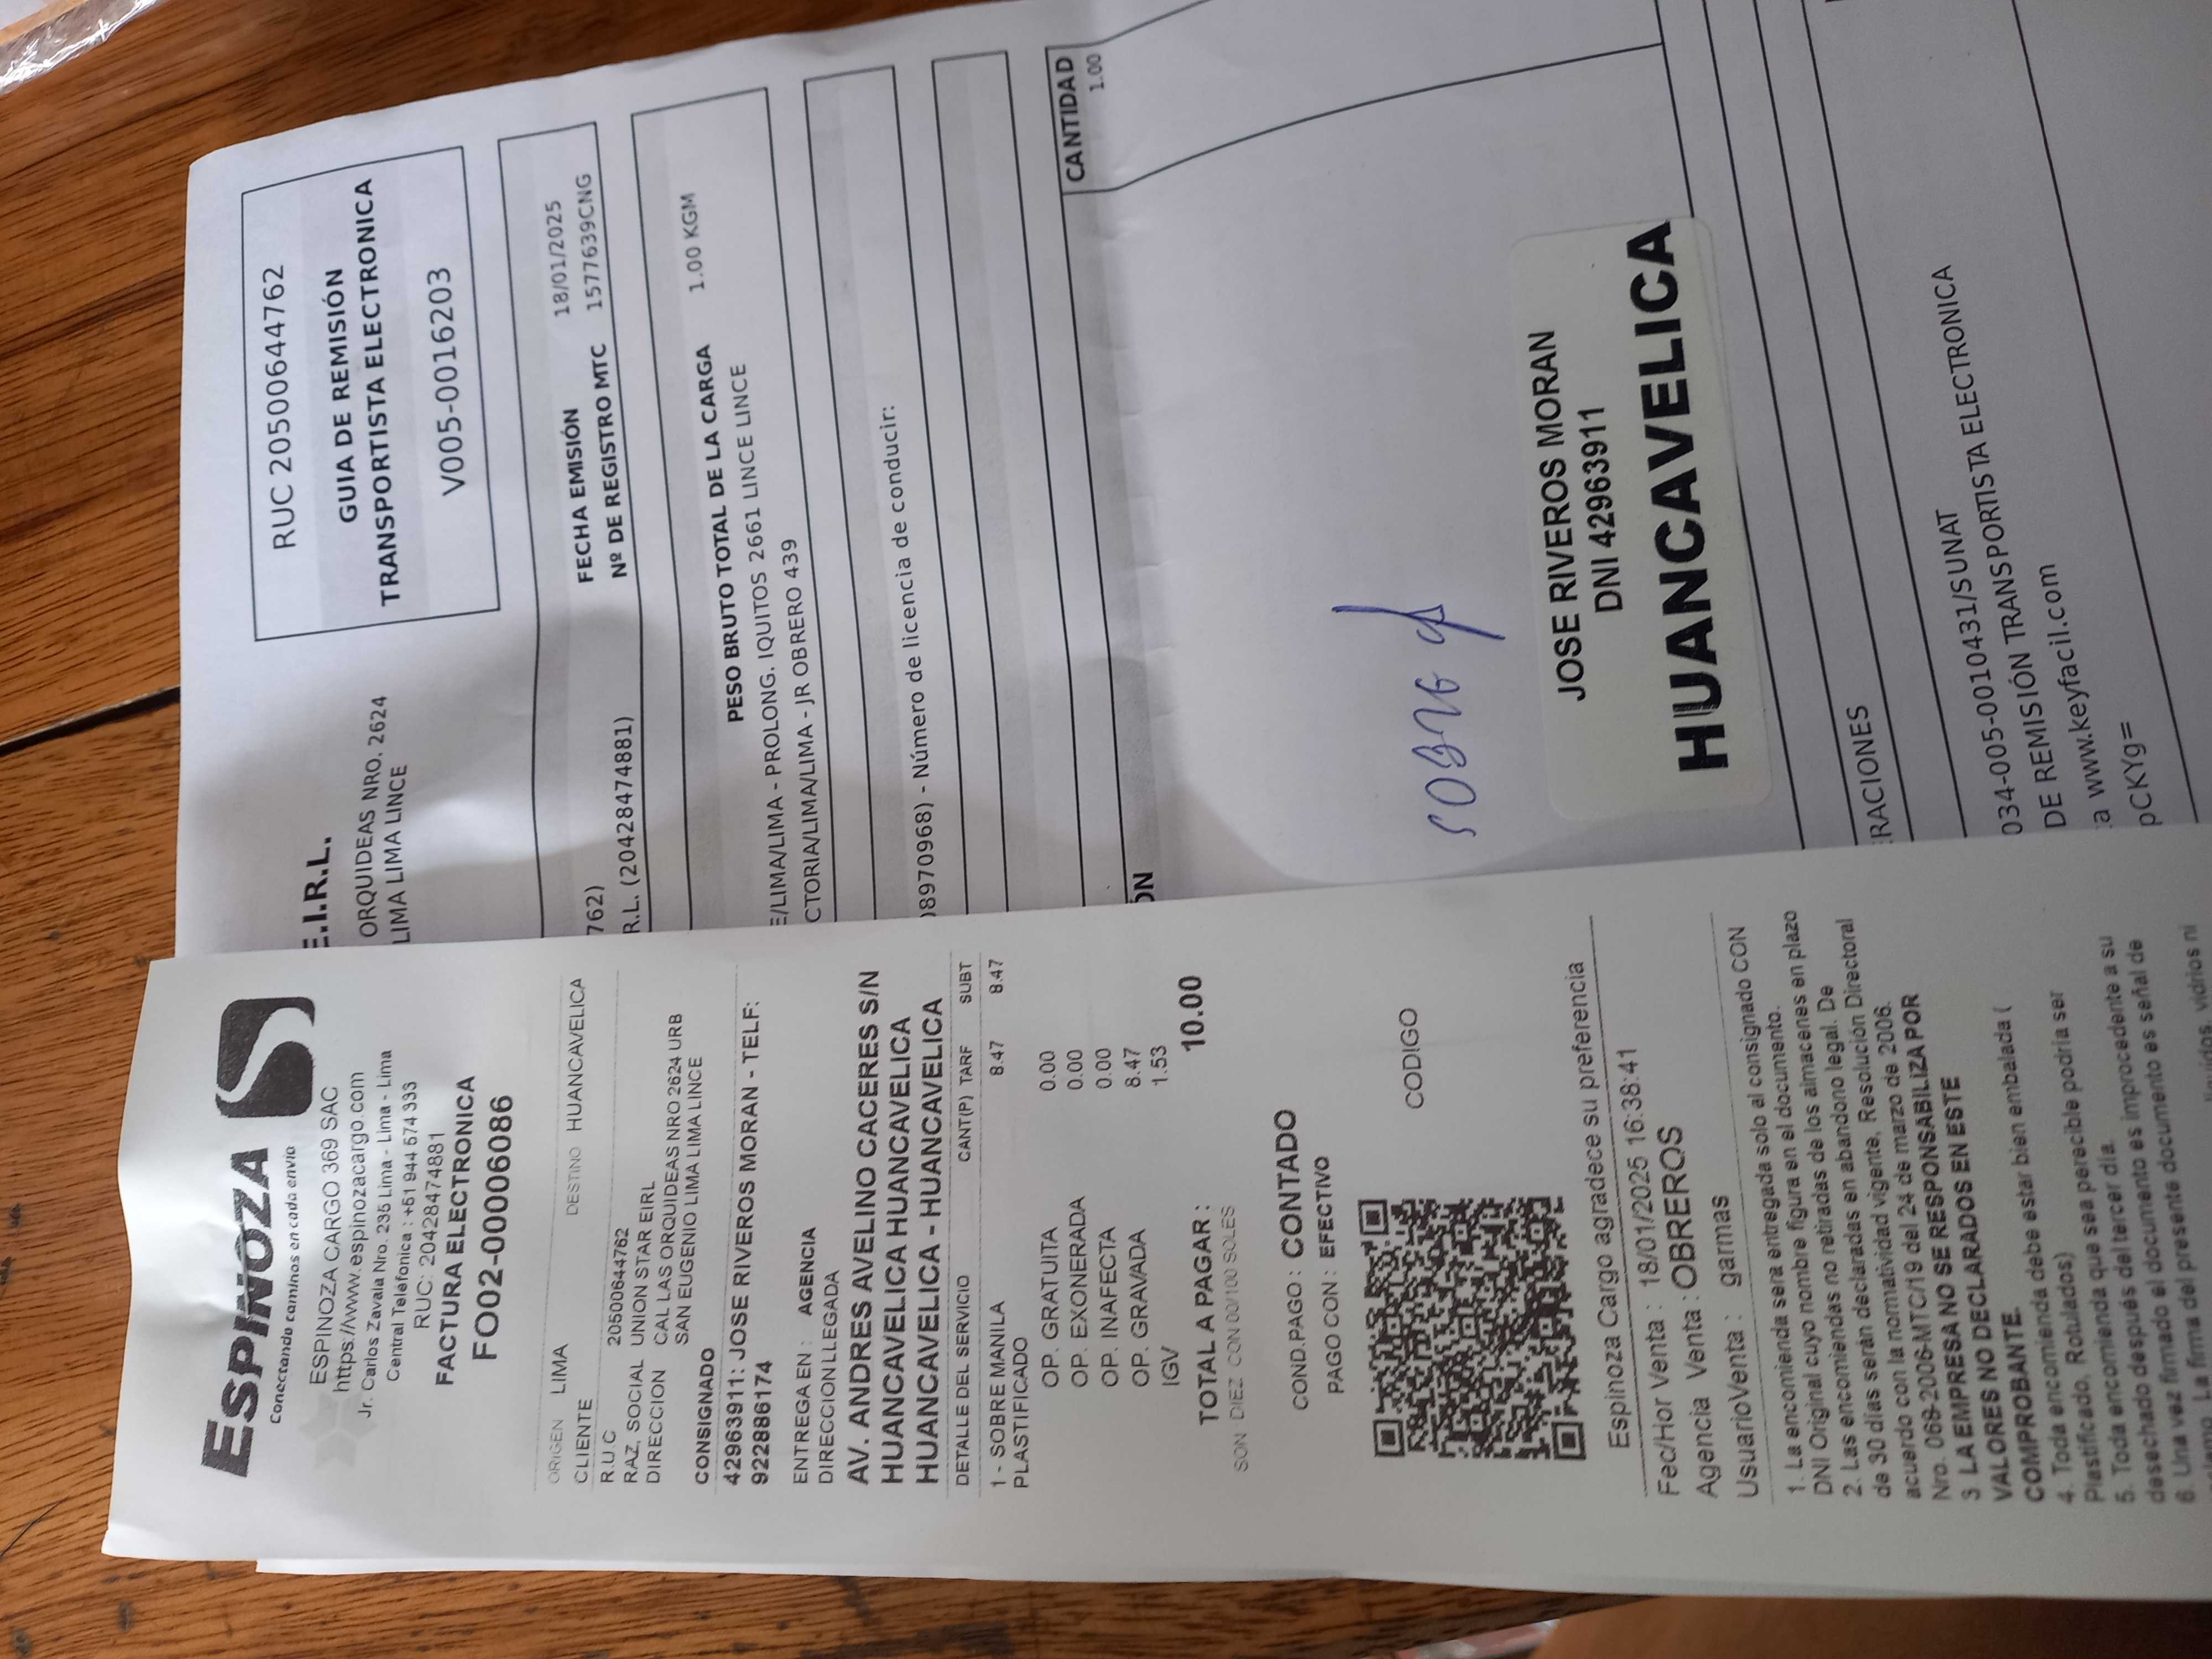 ESPINOZA
Conectando caminos en cada envío
ESPINOZA CARGO 369 SAC
https://www.espinozacargo.com
Jr. Carlos Zavala Nro. 235 Lima - Lima - Lima
Central Telefónica : +51 944 674 333
RUC: 20428474881
FACTURA ELECTRONICA
FO02-0006086
ORIGEN LIMA DESTINO HUANCAVELICA
CLIENTE
R.U.C 20500644762
RAZ. SOCIAL UNION STAR EIRL
DIRECCION CAL LAS ORQUIDEAS NRO 2624 URB
SAN EUGENIO LIMA LIMA LINCE
CONSIGNADO
42963911: JOSE RIVEROS MORAN - TELF:
922886174
ENTREGA EN : AGENCIA
DIRECCION LLEGADA
AV. ANDRES AVELINO CACERES S/N
HUANCAVELICA HUANCAVELICA
HUANCAVELICA - HUANCAVELICA
DETALLE DEL SERVICIO CANT(P) TARF SUBT
1 - SOBRE MANILA 8.47 8.47
PLASTIFICADO
OP. GRATUITA 0.00
OP. EXONERADA 0.00
OP. INAFECTA 0.00
OP. GRAVADA 8.47
IGV 1.53
TOTAL A PAGAR : 10.00
SON DIEZ CON 00/100 SOLES
COND.PAGO : CONTADO
PAGO CON : EFECTIVO
CODIGO
Espinoza Cargo agradece su preferencia
Fec/Hor Venta : 18/01/2025 16:38:41
Agencia Venta : OBREROS
UsuarioVenta : garmas
1. La encomienda sera entregada solo al consignado CON
DNI Original cuyo nombre figura en el documento.
2. Las encomiendas no retiradas de los almacenes en plazo
de 30 días serán declaradas en abandono legal. De
acuerdo con la normatividad vigente, Resolución Directoral
Nro. 068-2006-MTC/19 del 24 de marzo de 2006.
3 LA EMPRESA NO SE RESPONSABILIZA POR
VALORES NO DECLARADOS EN ESTE
COMPROBANTE.
4. Toda encomienda debe estar bien embalada (
Plastificado, Rotulados)
5. Toda encomienda que sea perecible podría ser
desechado después del tercer día.
6. Una vez firmado el documento es improcedente a su
La firma del presente documento es señal de
vidrios ni
E.I.R.L.
ORQUIDEAS NRO. 2624
LIMA LIMA LINCE
RUC 20500644762
GUIA DE REMISIÓN
TRANSPORTISTA ELECTRONICA
V005-00016203
FECHA EMISIÓN 18/01/2025
762) Nº DE REGISTRO MTC 1577639CNG
R.L. (20428474881)
PESO BRUTO TOTAL DE LA CARGA 1.00 KGM
E/LIMA/LIMA - PROLONG. IQUITOS 2661 LINCE LINCE
CTORIA/LIMA/LIMA - JR OBRERO 439
08970968) - Número de licencia de conducir:
ÓN CANTIDAD
1.00
SOBRE
JOSE RIVEROS MORAN
DNI 42963911
HUANCAVELICA
RACIONES
034-005-0010431/SUNAT
DE REMISIÓN TRANSPORTISTA ELECTRONICA
a www.keyfacil.com
pCKYg=